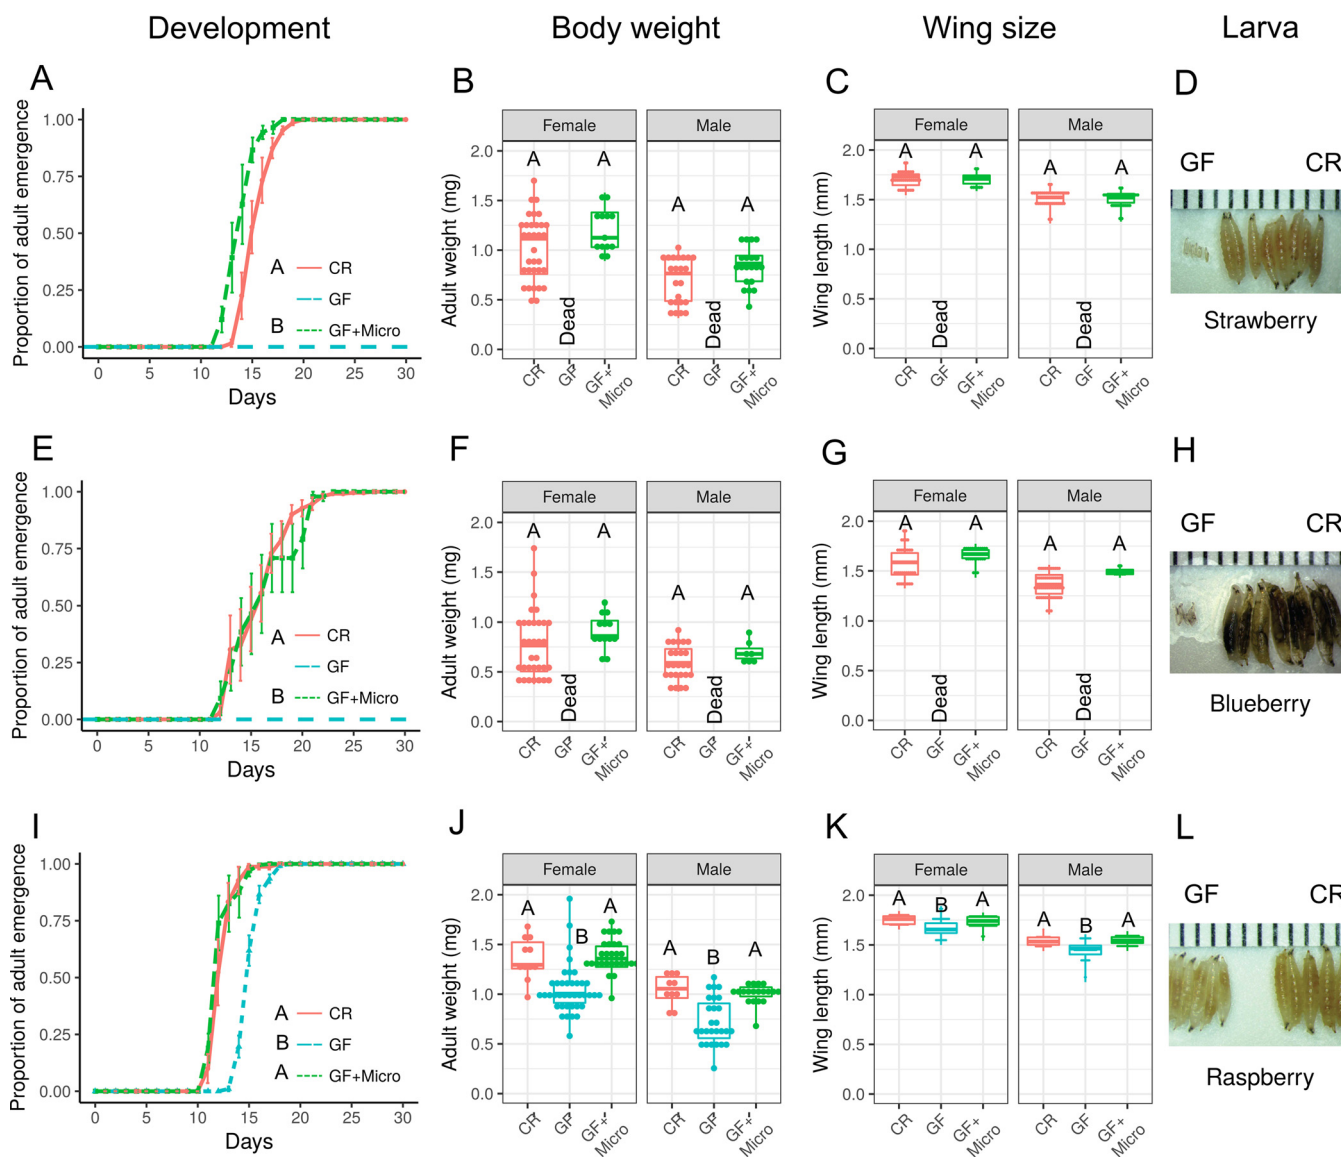 Development
Body weight
Wing size
Larva
A
Proportion of adult emergence
1.00
0.75
0.50
0.25
0.00
A CR
GF
B GF+Micro
0 5 10 15 20 25 30
Days
B
Adult weight (mg)
2.0
1.5
1.0
0.5
0.0
Female
Male
A
A
Dead
A
A
Dead
CR GF GF+ Micro
CR GF GF+ Micro
C
Wing length (mm)
2.0
1.5
1.0
0.5
0.0
Female
Male
A
A
Dead
A
A
Dead
CR GF GF+ Micro
CR GF GF+ Micro
D
GF CR
Strawberry
E
Proportion of adult emergence
1.00
0.75
0.50
0.25
0.00
A CR
GF
B GF+Micro
0 5 10 15 20 25 30
Days
F
Adult weight (mg)
2.0
1.5
1.0
0.5
0.0
Female
Male
A
A
Dead
A
A
Dead
CR GF GF+ Micro
CR GF GF+ Micro
G
Wing length (mm)
2.0
1.5
1.0
0.5
0.0
Female
Male
A
A
Dead
A
A
Dead
CR GF GF+ Micro
CR GF GF+ Micro
H
GF CR
Blueberry
I
Proportion of adult emergence
1.00
0.75
0.50
0.25
0.00
A CR
B GF
A GF+Micro
0 5 10 15 20 25 30
Days
J
Adult weight (mg)
2.0
1.5
1.0
0.5
0.0
Female
Male
A
B
A
A
B
A
CR GF GF+ Micro
CR GF GF+ Micro
K
Wing length (mm)
2.0
1.5
1.0
0.5
0.0
Female
Male
A
B
A
A
B
A
CR GF GF+ Micro
CR GF GF+ Micro
L
GF CR
Raspberry